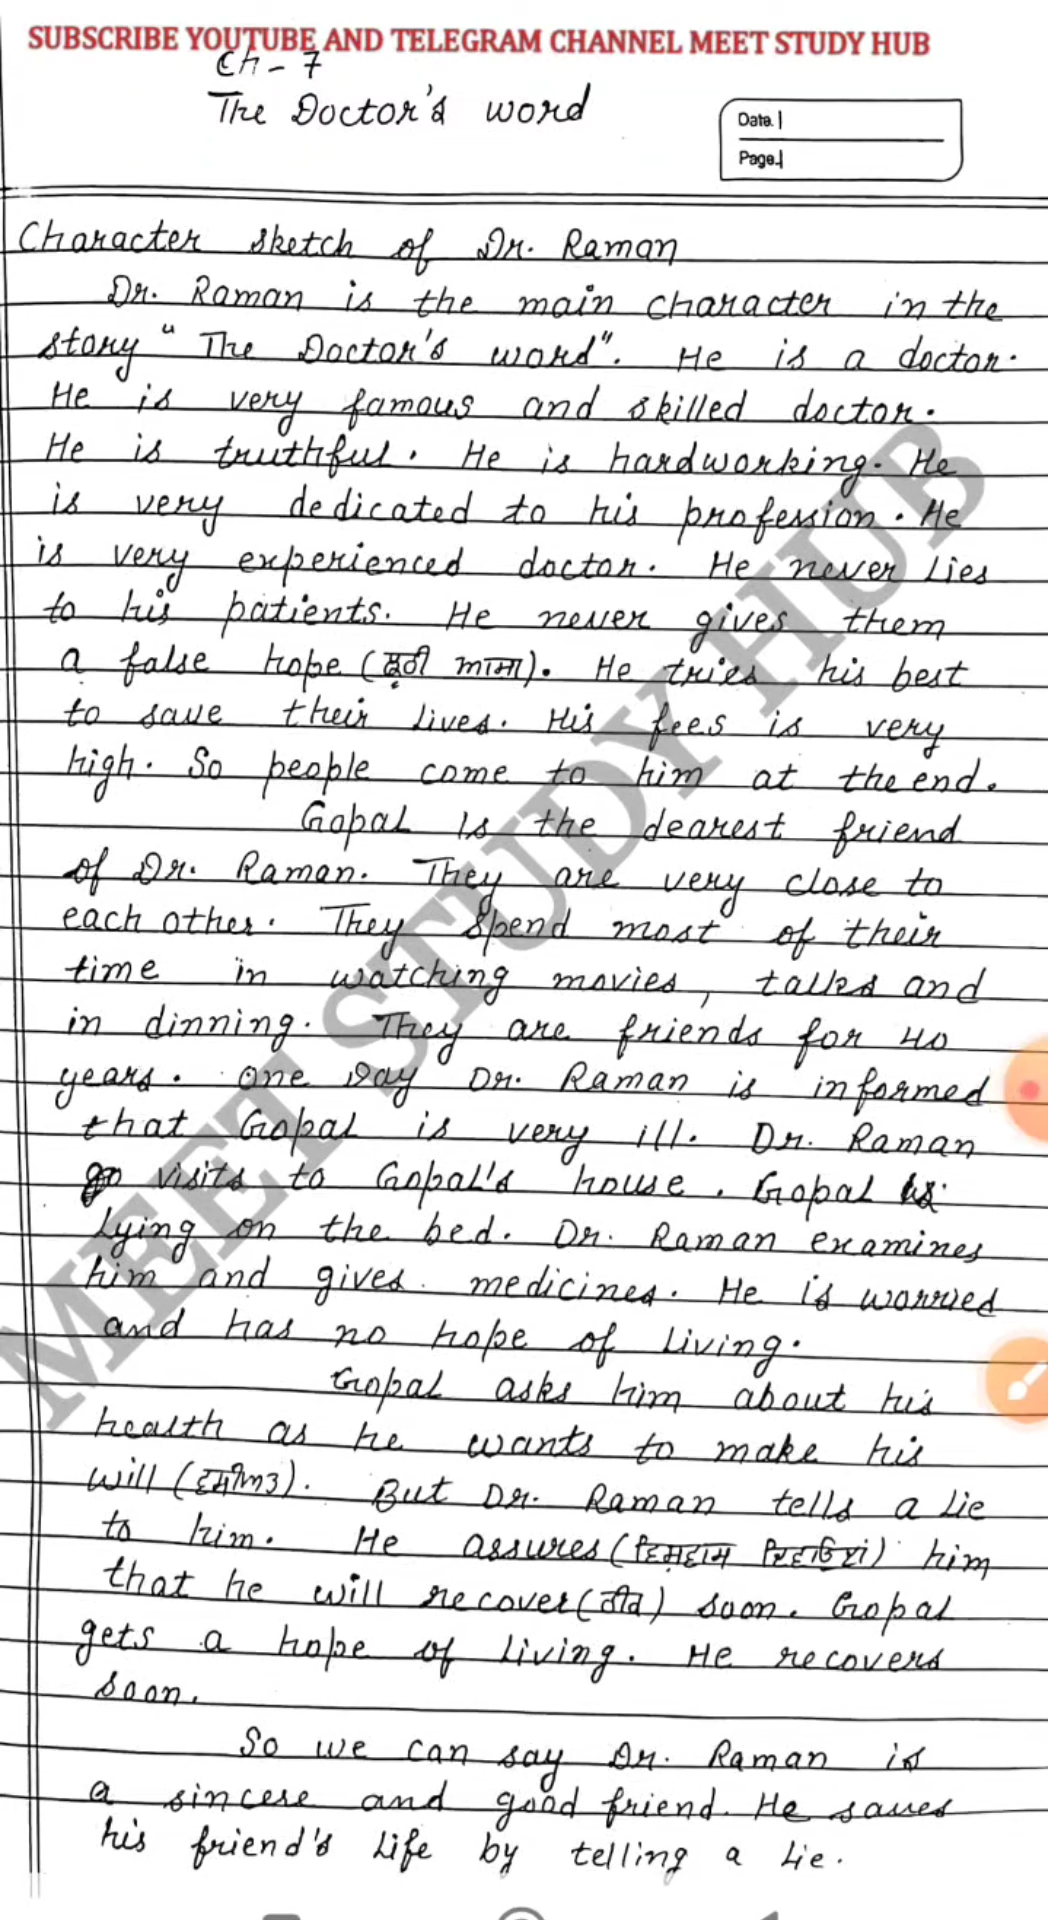 SUBSCRIBE YOUTUBE AND TELEGRAM CHANNEL MEET STUDY HUB
Ch - 7
The Doctor's word
Date.
Page.
Character sketch of Dr. Raman
Dr. Raman is the main character in the
story "The Doctor's word". He is a doctor.
He is very famous and skilled doctor.
He is truthful. He is hardworking. He
is very dedicated to his profession. He
is very experienced doctor. He never lies
to his patients. He never gives them
a false hope ( ). He tries his best
to save their lives. His fees is very
high. So people come to him at the end.
Gopal is the dearest friend
of Dr. Raman. They are very close to
each other. They spend most of their
time in watching movies, talks and
in dinning. They are friends for 40
years. One day Dr. Raman is informed
that Gopal is very ill. Dr. Raman
visits to Gopal's house. Gopal is
lying on the bed. Dr. Raman examines
him and gives medicines. He is worried
and has no hope of living.
Gopal asks him about his
health as he wants to make his
will ( ). But Dr. Raman tells a lie
to him. He assures ( ) him
that he will recover ( ) soon. Gopal
gets a hope of living. He recovers
soon.
So we can say Dr. Raman is
a sincere and good friend. He saves
his friend's life by telling a lie.
MEET STUDY HUB